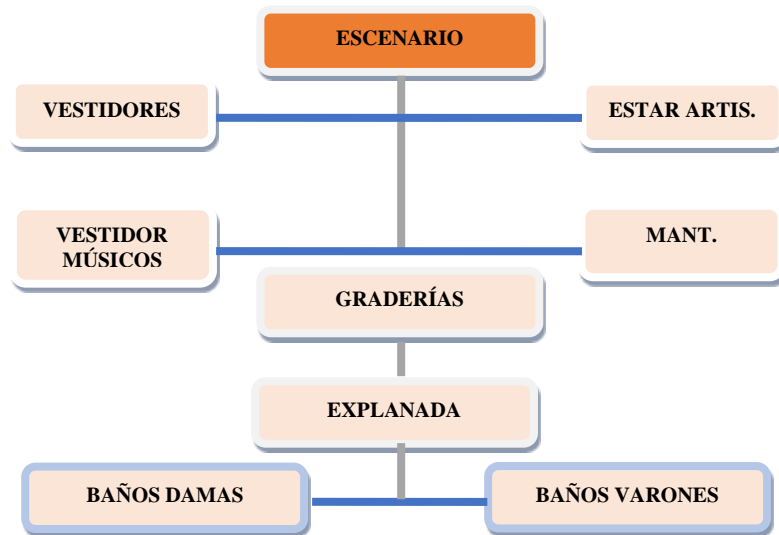 ESCENARIO
VESTIDORES
ESTAR ARTIS.
VESTIDOR
MÚSICOS
MANT.
GRADERÍAS
EXPLANADA
BAÑOS DAMAS
BAÑOS VARONES